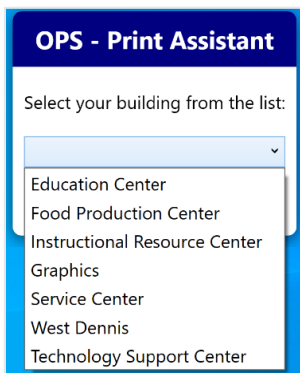 OPS - Print Assistant
Select your building from the list:
Education Center
Food Production Center
Instructional Resource Center
Graphics
Service Center
West Dennis
Technology Support Center